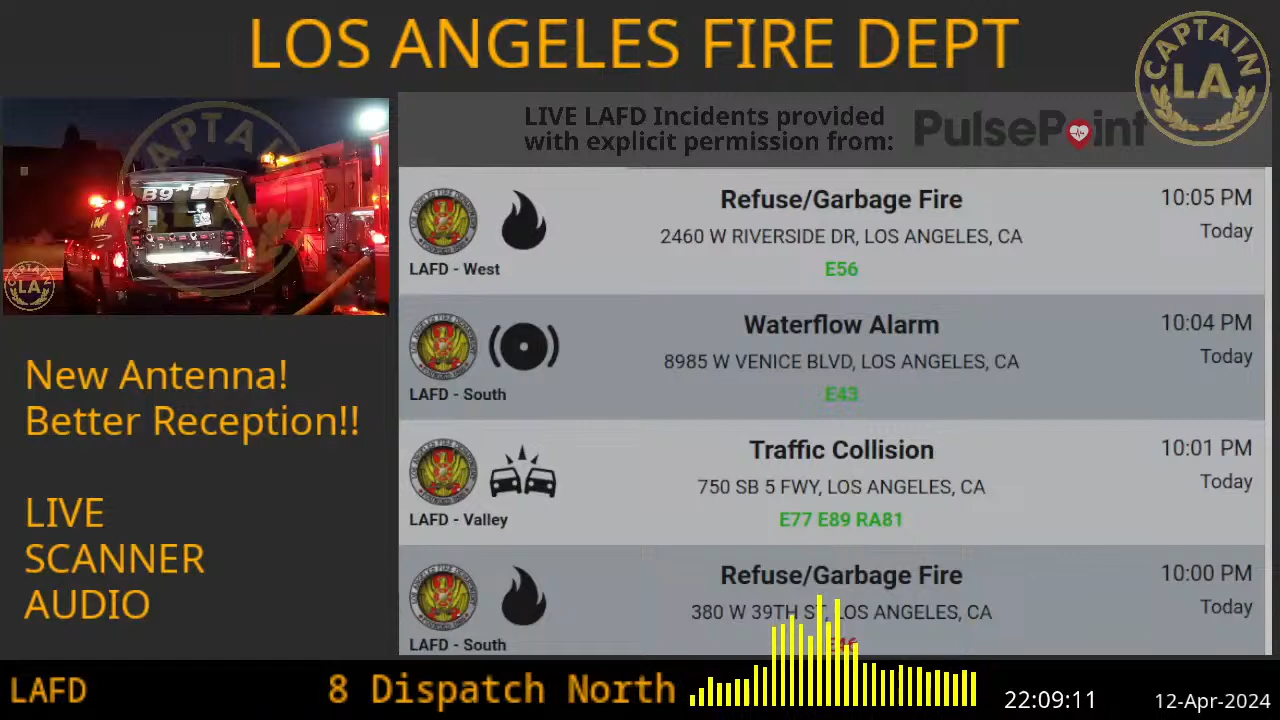 LOS ANGELES FIRE DEPT
CAPTAIN
LA
LIVE LAFD Incidents provided
with explicit permission from:
PulsePoint
B9
CAPTAIN
LA
Refuse/Garbage Fire
10:05 PM
2460 W RIVERSIDE DR, LOS ANGELES, CA
Today
LAFD - West
E56
Waterflow Alarm
10:04 PM
8985 W VENICE BLVD, LOS ANGELES, CA
Today
LAFD - South
E43
Traffic Collision
10:01 PM
750 SB 5 FWY, LOS ANGELES, CA
Today
LAFD - Valley
E77 E89 RA81
Refuse/Garbage Fire
10:00 PM
380 W 39TH ST, LOS ANGELES, CA
Today
LAFD - South
E46
New Antenna!
Better Reception!!
LIVE
SCANNER
AUDIO
LAFD
8 Dispatch North
22:09:11
12-Apr-2024